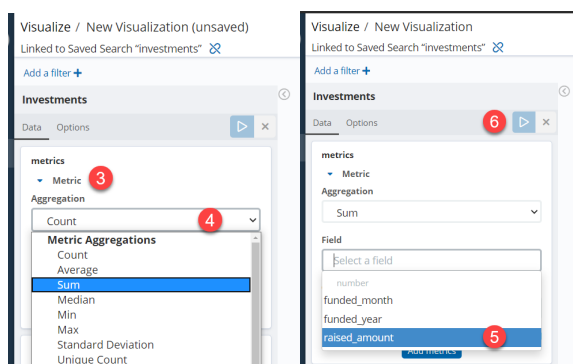 Visualize / New Visualization (unsaved)
Linked to Saved Search “investments”
Add a filter +
Investments
Data Options
metrics
Metric 3
Aggregation
Count 4
Metric Aggregations
Count
Average
Sum
Median
Min
Max
Standard Deviation
Unique Count
Visualize / New Visualization
Linked to Saved Search “investments”
Add a filter +
Investments
Data Options 6
metrics
Metric
Aggregation
Sum
Field
Select a field
number
funded_month
funded_year
raised_amount 5
Add metrics